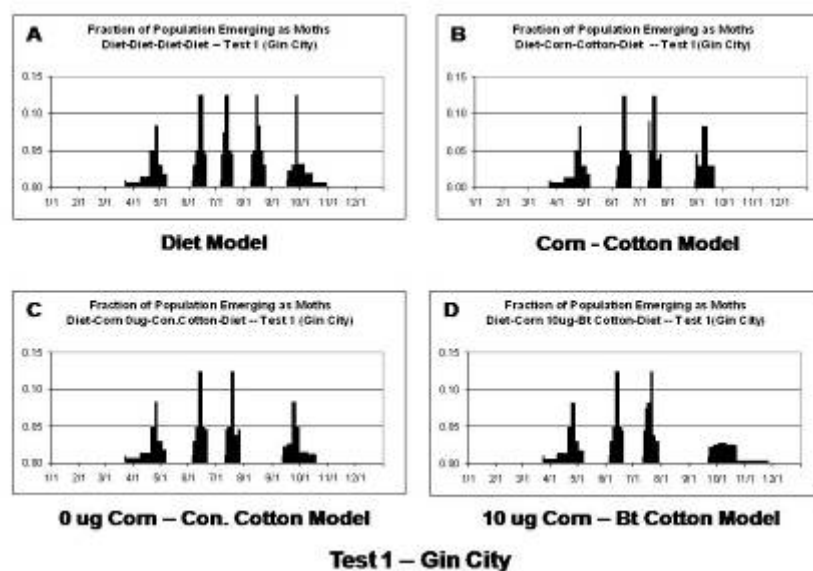 A
Fraction of Population Emerging as Moths
Diet-Diet-Diet-Diet -- Test 1 (Gin City)
0.15
0.10
0.05
0.00
1/1 2/1 3/1 4/1 5/1 6/1 7/1 8/1 9/1 10/1 11/1 12/1
Diet Model
B
Fraction of Population Emerging as Moths
Diet-Corn-Cotton-Diet -- Test 1(Gin City)
0.15
0.10
0.05
0.00
1/1 2/1 3/1 4/1 5/1 6/1 7/1 8/1 9/1 10/1 11/1 12/1
Corn - Cotton Model
C
Fraction of Population Emerging as Moths
Diet-Corn 0ug-Con.Cotton-Diet -- Test 1 (Gin City)
0.15
0.10
0.05
0.00
1/1 2/1 3/1 4/1 5/1 6/1 7/1 8/1 9/1 10/1 11/1 12/1
0 ug Corn – Con. Cotton Model
D
Fraction of Population Emerging as Moths
Diet-Corn 10ug-Bt Cotton-Diet -- Test 1(Gin City)
0.15
0.10
0.05
0.00
1/1 2/1 3/1 4/1 5/1 6/1 7/1 8/1 9/1 10/1 11/1 12/1
10 ug Corn – Bt Cotton Model
Test 1 – Gin City